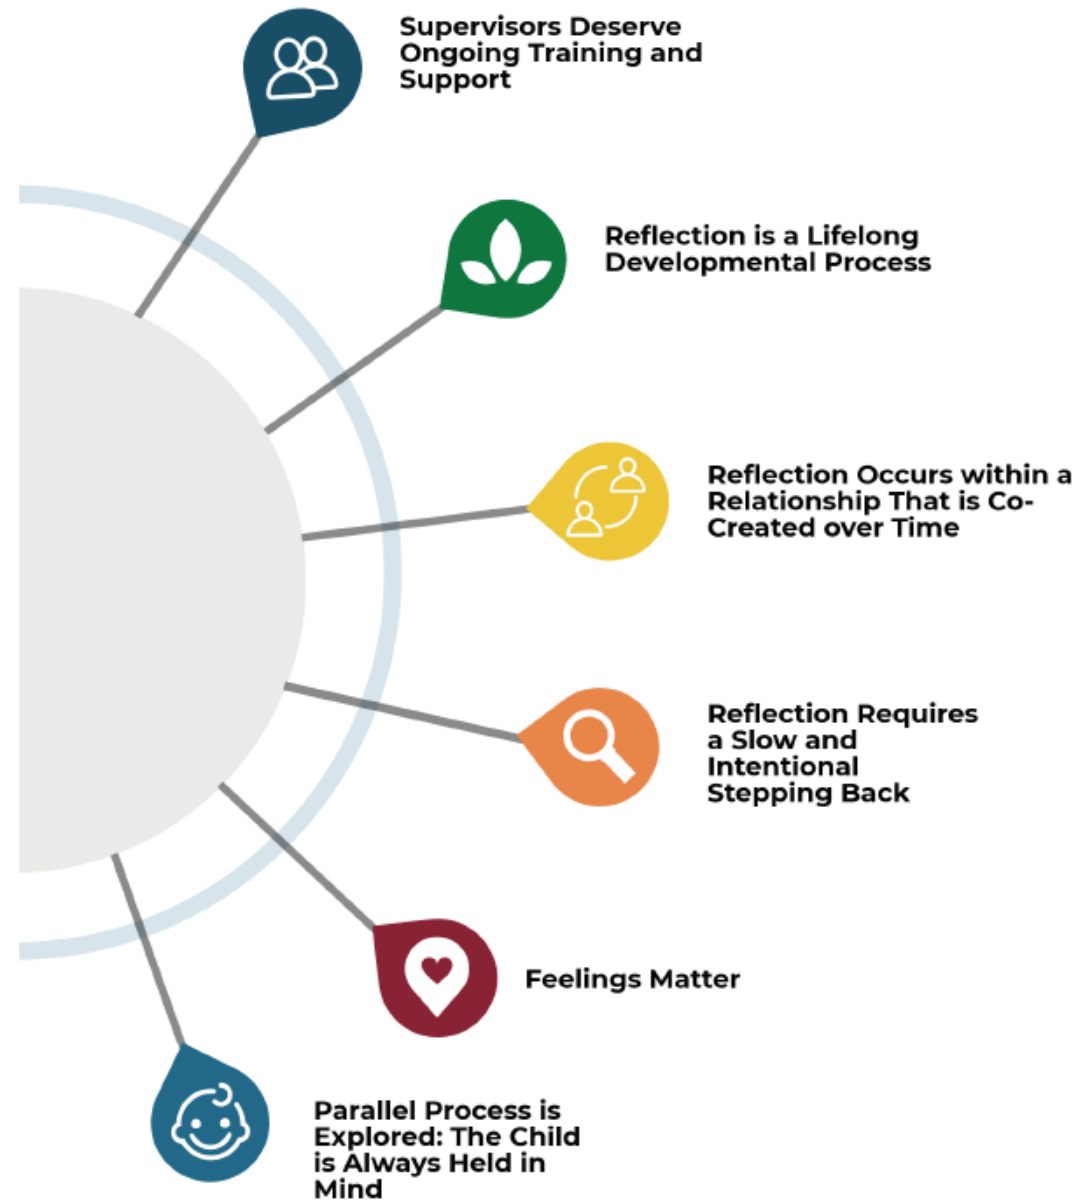 Supervisors Deserve
Ongoing Training and
Support
Reflection is a Lifelong
Developmental Process
Reflection Occurs within a
Relationship That is Co-
Created over Time
Reflection Requires
a Slow and
Intentional
Stepping Back
Feelings Matter
Parallel Process is
Explored: The Child
is Always Held in
Mind